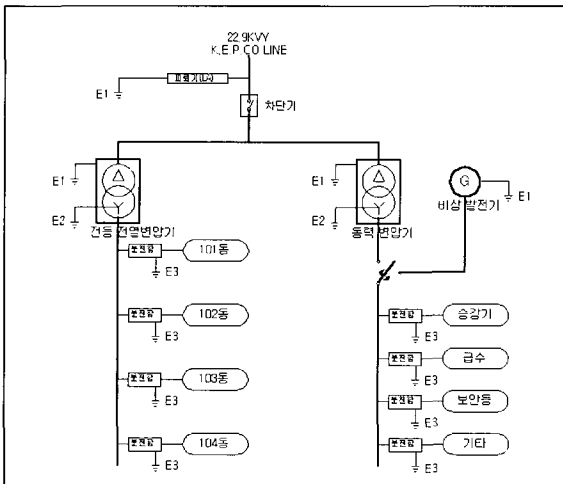 22.9KVY
K.E.P.CO LINE
피뢰기(LA)
E1
차단기
E1
E2
전등 전열변압기
E1
E2
동력 변압기
G
E1
비상 발전기
분전함
101동
E3
분전함
102동
E3
분전함
103동
E3
분전함
104동
E3
분전함
승강기
E3
분전함
급수
E3
분전함
보안등
E3
분전함
기타
E3